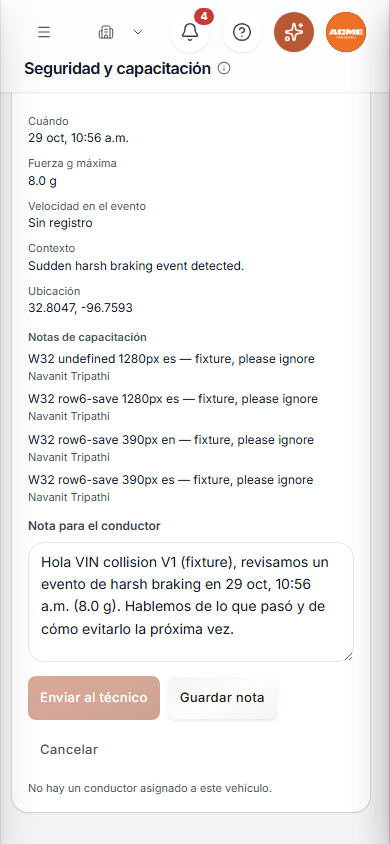 4
ACME
Seguridad y capacitación
Cuándo
29 oct, 10:56 a.m.
Fuerza g máxima
8.0 g
Velocidad en el evento
Sin registro
Contexto
Sudden harsh braking event detected.
Ubicación
32.8047, -96.7593
Notas de capacitación
W32 undefined 1280px es — fixture, please ignore
Navanit Tripathi
W32 row6-save 1280px es — fixture, please ignore
Navanit Tripathi
W32 row6-save 390px en — fixture, please ignore
Navanit Tripathi
W32 row6-save 390px es — fixture, please ignore
Navanit Tripathi
Nota para el conductor
Hola VIN collision V1 (fixture), revisamos un
evento de harsh braking en 29 oct, 10:56
a.m. (8.0 g). Hablemos de lo que pasó y de
cómo evitarlo la próxima vez.
Enviar al técnico
Guardar nota
Cancelar
No hay un conductor asignado a este vehículo.